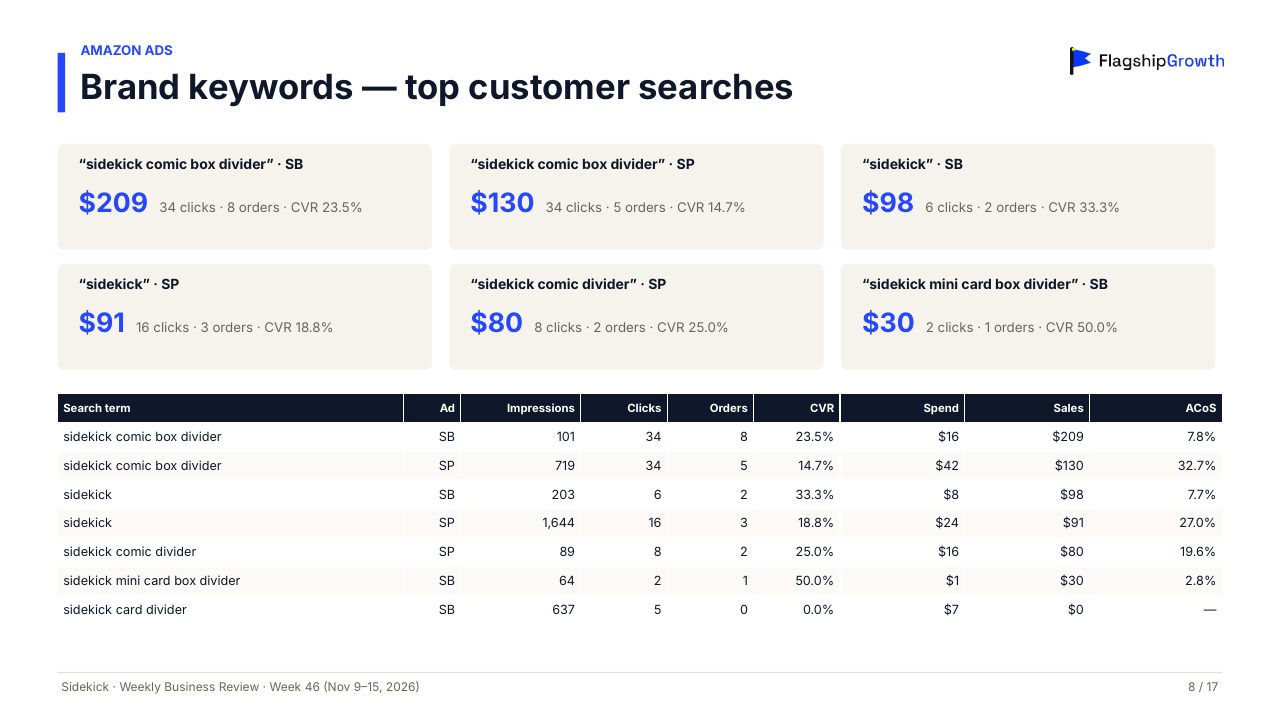 AMAZON ADS
Brand keywords — top customer searches
FlagshipGrowth
“sidekick comic box divider” · SB
$209 34 clicks · 8 orders · CVR 23.5%
“sidekick comic box divider” · SP
$130 34 clicks · 5 orders · CVR 14.7%
“sidekick” · SB
$98 6 clicks · 2 orders · CVR 33.3%
“sidekick” · SP
$91 16 clicks · 3 orders · CVR 18.8%
“sidekick comic divider” · SP
$80 8 clicks · 2 orders · CVR 25.0%
“sidekick mini card box divider” · SB
$30 2 clicks · 1 orders · CVR 50.0%
Search term Ad Impressions Clicks Orders CVR Spend Sales ACoS
sidekick comic box divider SB 101 34 8 23.5% $16 $209 7.8%
sidekick comic box divider SP 719 34 5 14.7% $42 $130 32.7%
sidekick SB 203 6 2 33.3% $8 $98 7.7%
sidekick SP 1,644 16 3 18.8% $24 $91 27.0%
sidekick comic divider SP 89 8 2 25.0% $16 $80 19.6%
sidekick mini card box divider SB 64 2 1 50.0% $1 $30 2.8%
sidekick card divider SB 637 5 0 0.0% $7 $0 —
Sidekick · Weekly Business Review · Week 46 (Nov 9–15, 2026)
8 / 17